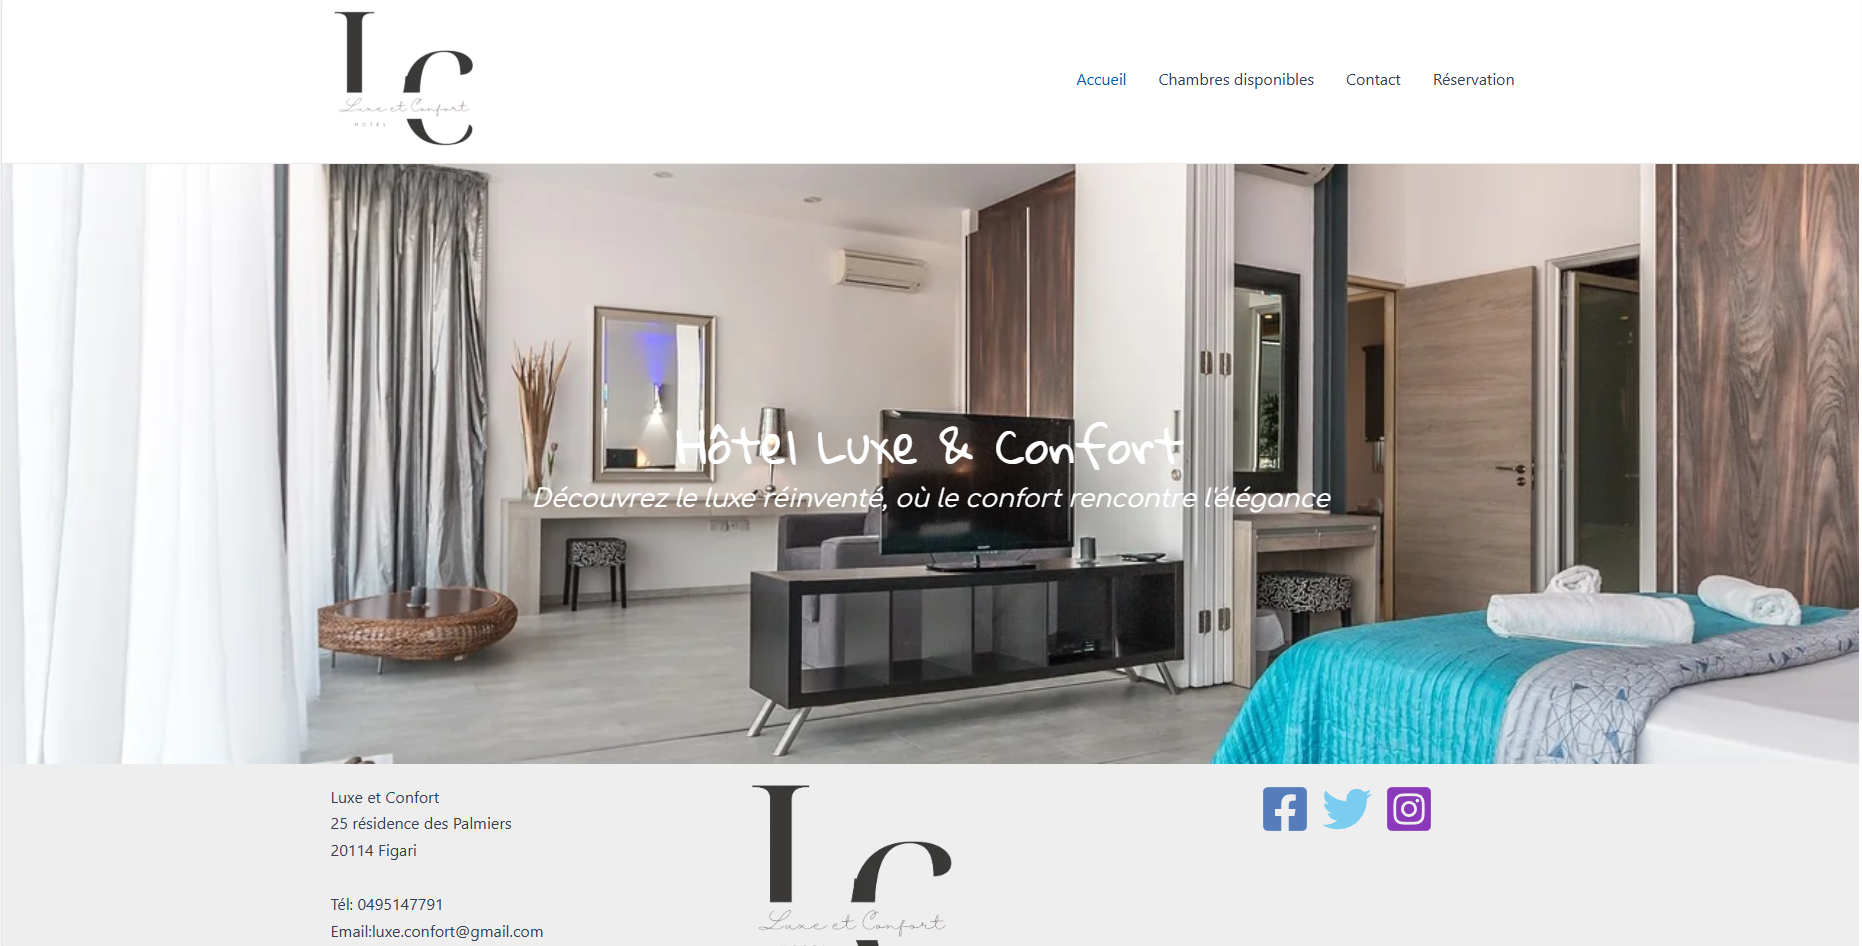 LC
Luxe et Confort
HOTEL
Accueil
Chambres disponibles
Contact
Réservation
Hôtel Luxe & Confort
Découvrez le luxe réinventé, où le confort rencontre l'élégance
Luxe et Confort
25 résidence des Palmiers
20114 Figari
Tél: 0495147791
Email:luxe.confort@gmail.com
LC
Luxe et Confort